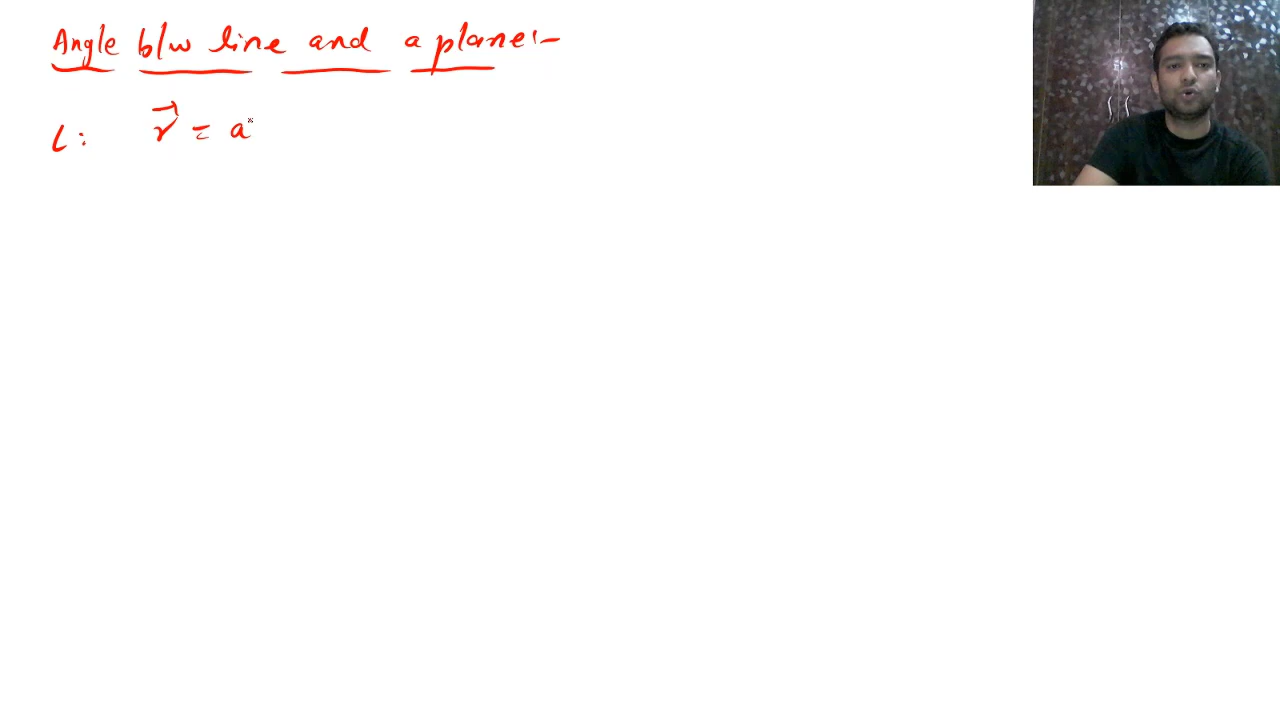 Angle b/w line and a plane:-
L: r⃗ = a